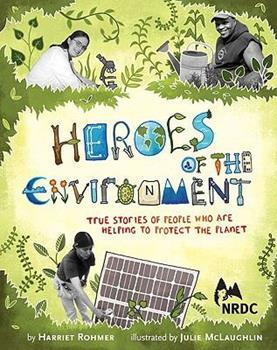 HEROES
OF THE
ENVIRONMENT
TRUE STORIES OF PEOPLE WHO ARE
HELPING TO PROTECT THE PLANET
NRDC
by HARRIET ROHMER illustrated by JULIE MCLAUGHLIN